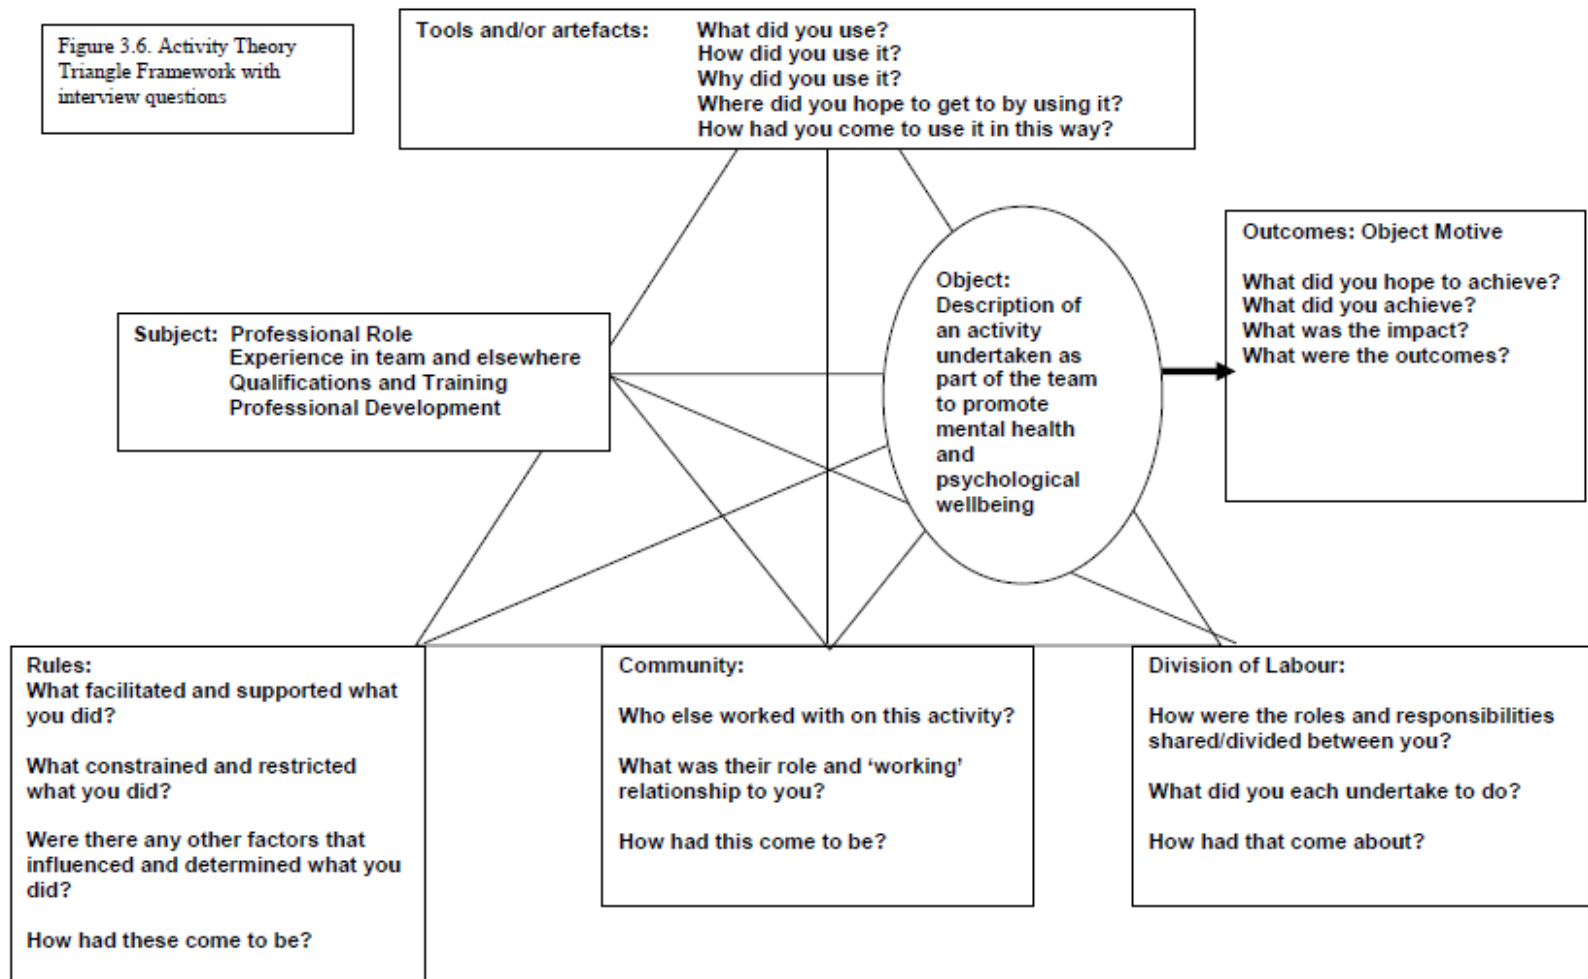 Figure 3.6. Activity Theory
Triangle Framework with
interview questions
Tools and/or artefacts: What did you use?
How did you use it?
Why did you use it?
Where did you hope to get to by using it?
How had you come to use it in this way?
Subject: Professional Role
Experience in team and elsewhere
Qualifications and Training
Professional Development
Object:
Description of
an activity
undertaken as
part of the team
to promote
mental health
and
psychological
wellbeing
Outcomes: Object Motive
What did you hope to achieve?
What did you achieve?
What was the impact?
What were the outcomes?
Rules:
What facilitated and supported what
you did?
What constrained and restricted
what you did?
Were there any other factors that
influenced and determined what you
did?
How had these come to be?
Community:
Who else worked with on this activity?
What was their role and ‘working’
relationship to you?
How had this come to be?
Division of Labour:
How were the roles and responsibilities
shared/divided between you?
What did you each undertake to do?
How had that come about?